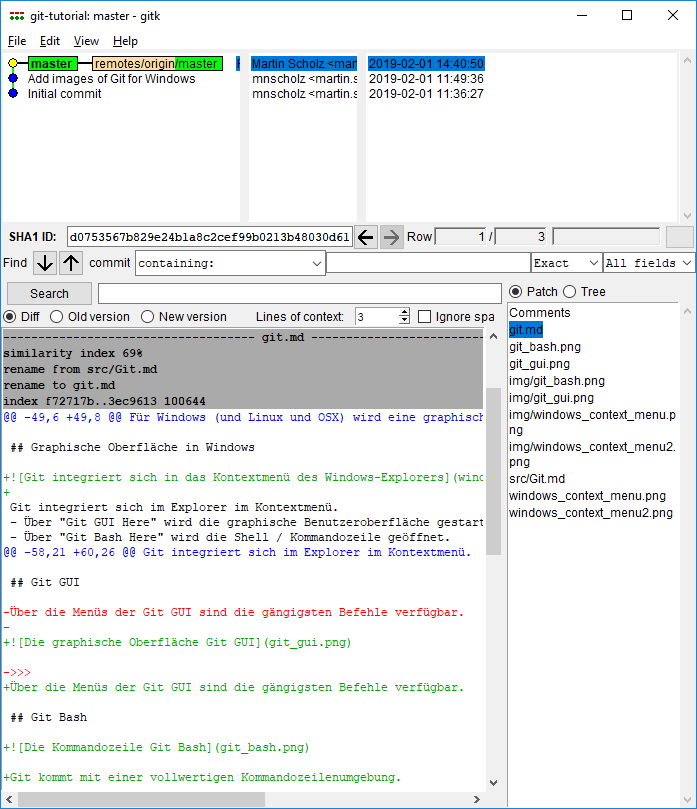 git-tutorial: master - gitk
File Edit View Help
master remotes/origin/master Martin Scholz <mar 2019-02-01 14:40:50
Add images of Git for Windows mnscholz <martin.s 2019-02-01 11:49:36
Initial commit mnscholz <martin.s 2019-02-01 11:36:27
SHA1 ID: d0753567b829e24b1a8c2cef99b0213b48030d61 Row 1 / 3
Find commit containing: Exact All fields
Search
Diff Old version New version Lines of context: 3 Ignore spa
---------------------------------- git.md -----------------------
similarity index 69%
rename from src/Git.md
rename to git.md
index f72717b..3ec9613 100644
@@ -49,6 +49,8 @@ Für Windows (und Linux und OSX) wird eine graphisch
## Graphische Oberfläche in Windows
+![Git integriert sich in das Kontextmenü des Windows-Explorers](wind
+
Git integriert sich im Explorer im Kontextmenü.
- Über "Git GUI Here" wird die graphische Benutzeroberfläche gestart
- Über "Git Bash Here" wird die Shell / Kommandozeile geöffnet.
@@ -58,21 +60,26 @@ Git integriert sich im Explorer im Kontextmenü.
## Git GUI
-Über die Menüs der Git GUI sind die gängigsten Befehle verfügbar.
-
+![Die graphische Oberfläche Git GUI](git_gui.png)
->>>
+Über die Menüs der Git GUI sind die gängigsten Befehle verfügbar.
## Git Bash
+![Die Kommandozeile Git Bash](git_bash.png)
+Git kommt mit einer vollwertigen Kommandozeilenumgebung.
Patch Tree
Comments
git.md
git_bash.png
git_gui.png
img/git_bash.png
img/git_gui.png
img/windows_context_menu.p
ng
img/windows_context_menu2.
png
src/Git.md
windows_context_menu.png
windows_context_menu2.png